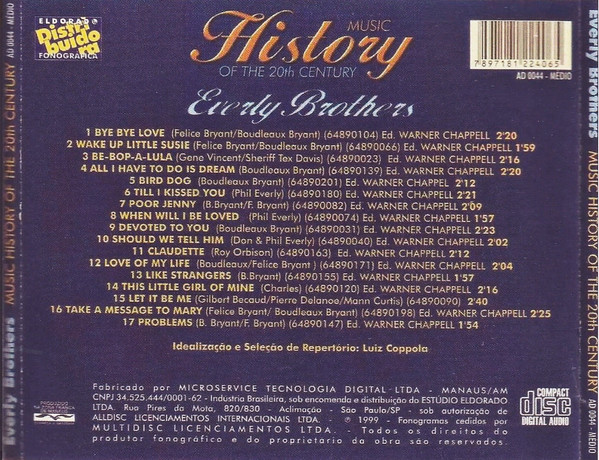 ELDORADO
Distribuidora
FONOGRÁFICA
MUSIC
History
OF THE 20th CENTURY
7 897181 224065
AD 0044 - MÉDIO
Everly Brothers
1 BYE BYE LOVE (Felice Bryant/Boudleaux Bryant) (64890104) Ed. WARNER CHAPPELL 2'20
2 WAKE UP LITTLE SUSIE (Felice Bryant/Boudleaux Bryant) (64890066) Ed. WARNER CHAPPELL 1'59
3 BE-BOP-A-LULA (Gene Vincent/Sheriff Tex Davis) (64890023) Ed. WARNER CHAPPELL 2'16
4 ALL I HAVE TO DO IS DREAM (Boudleaux Bryant) (64890139) Ed. WARNER CHAPPELL 2'20
5 BIRD DOG (Boudleaux Bryant) (64890201) Ed. WARNER CHAPPELL 2'12
6 TILL I KISSED YOU (Phil Everly) (64890180) Ed. WARNER CHAPPELL 2'21
7 POOR JENNY (B.Bryant/F. Bryant) (64890082) Ed. WARNER CHAPPELL 2'09
8 WHEN WILL I BE LOVED (Phil Everly) (64890074) Ed. WARNER CHAPPELL 1'57
9 DEVOTED TO YOU (Boudleaux Bryant) (64890031) Ed. WARNER CHAPPELL 2'23
10 SHOULD WE TELL HIM (Don & Phil Everly) (64890040) Ed. WARNER CHAPPELL 2'02
11 CLAUDETTE (Roy Orbison) (64890163) Ed. WARNER CHAPPELL 2'12
12 LOVE OF MY LIFE (Boudleaux/Felice Bryant ) (64890171) Ed. WARNER CHAPPELL 2'04
13 LIKE STRANGERS (B.Bryant) (64890155) Ed. WARNER CHAPPEL 1'57
14 THIS LITTLE GIRL OF MINE (Charles) (64890120) Ed. WARNER CHAPPELL 2'16
15 LET IT BE ME (Gilbert Becaud/Pierre Delanoe/Mann Curtis) (64890090) 2'40
16 TAKE A MESSAGE TO MARY (Felice Bryant/ Boudleaux Bryant) (64890198) Ed. WARNER CHAPPELL 2'25
17 PROBLEMS (B. Bryant/F. Bryant) (64890147) Ed. WARNER CHAPPELL 1'54
Idealização e Seleção de Repertório: Luiz Coppola
Fabricado por MICROSERVICE TECNOLOGIA DIGITAL LTDA - MANAUS/AM
CNPJ 34.525.444/0001-62 - Indústria Brasileira, sob encomenda e distribuição do ESTÚDIO ELDORADO
LTDA. Rua Pires da Mota, 820/830 - Aclimação - São Paulo/SP - sob autorização de
ALLDISC LICENCIAMENTOS INTERNACIONAIS LTDA. - ℗ 1999 - Fonogramas cedidos por
MULTIDISC LICENCIAMENTOS LTDA. - Todos os direitos do
produtor fonográfico e do proprietario da obra são reservados.
COMPACT
disc
DIGITAL AUDIO
Everly Brothers MUSIC HISTORY OF THE 20th CENTURY AD 0044 - MÉDIO
Everly Brothers MUSIC HISTORY OF THE 20th CENTURY AD 0044 - MÉDIO